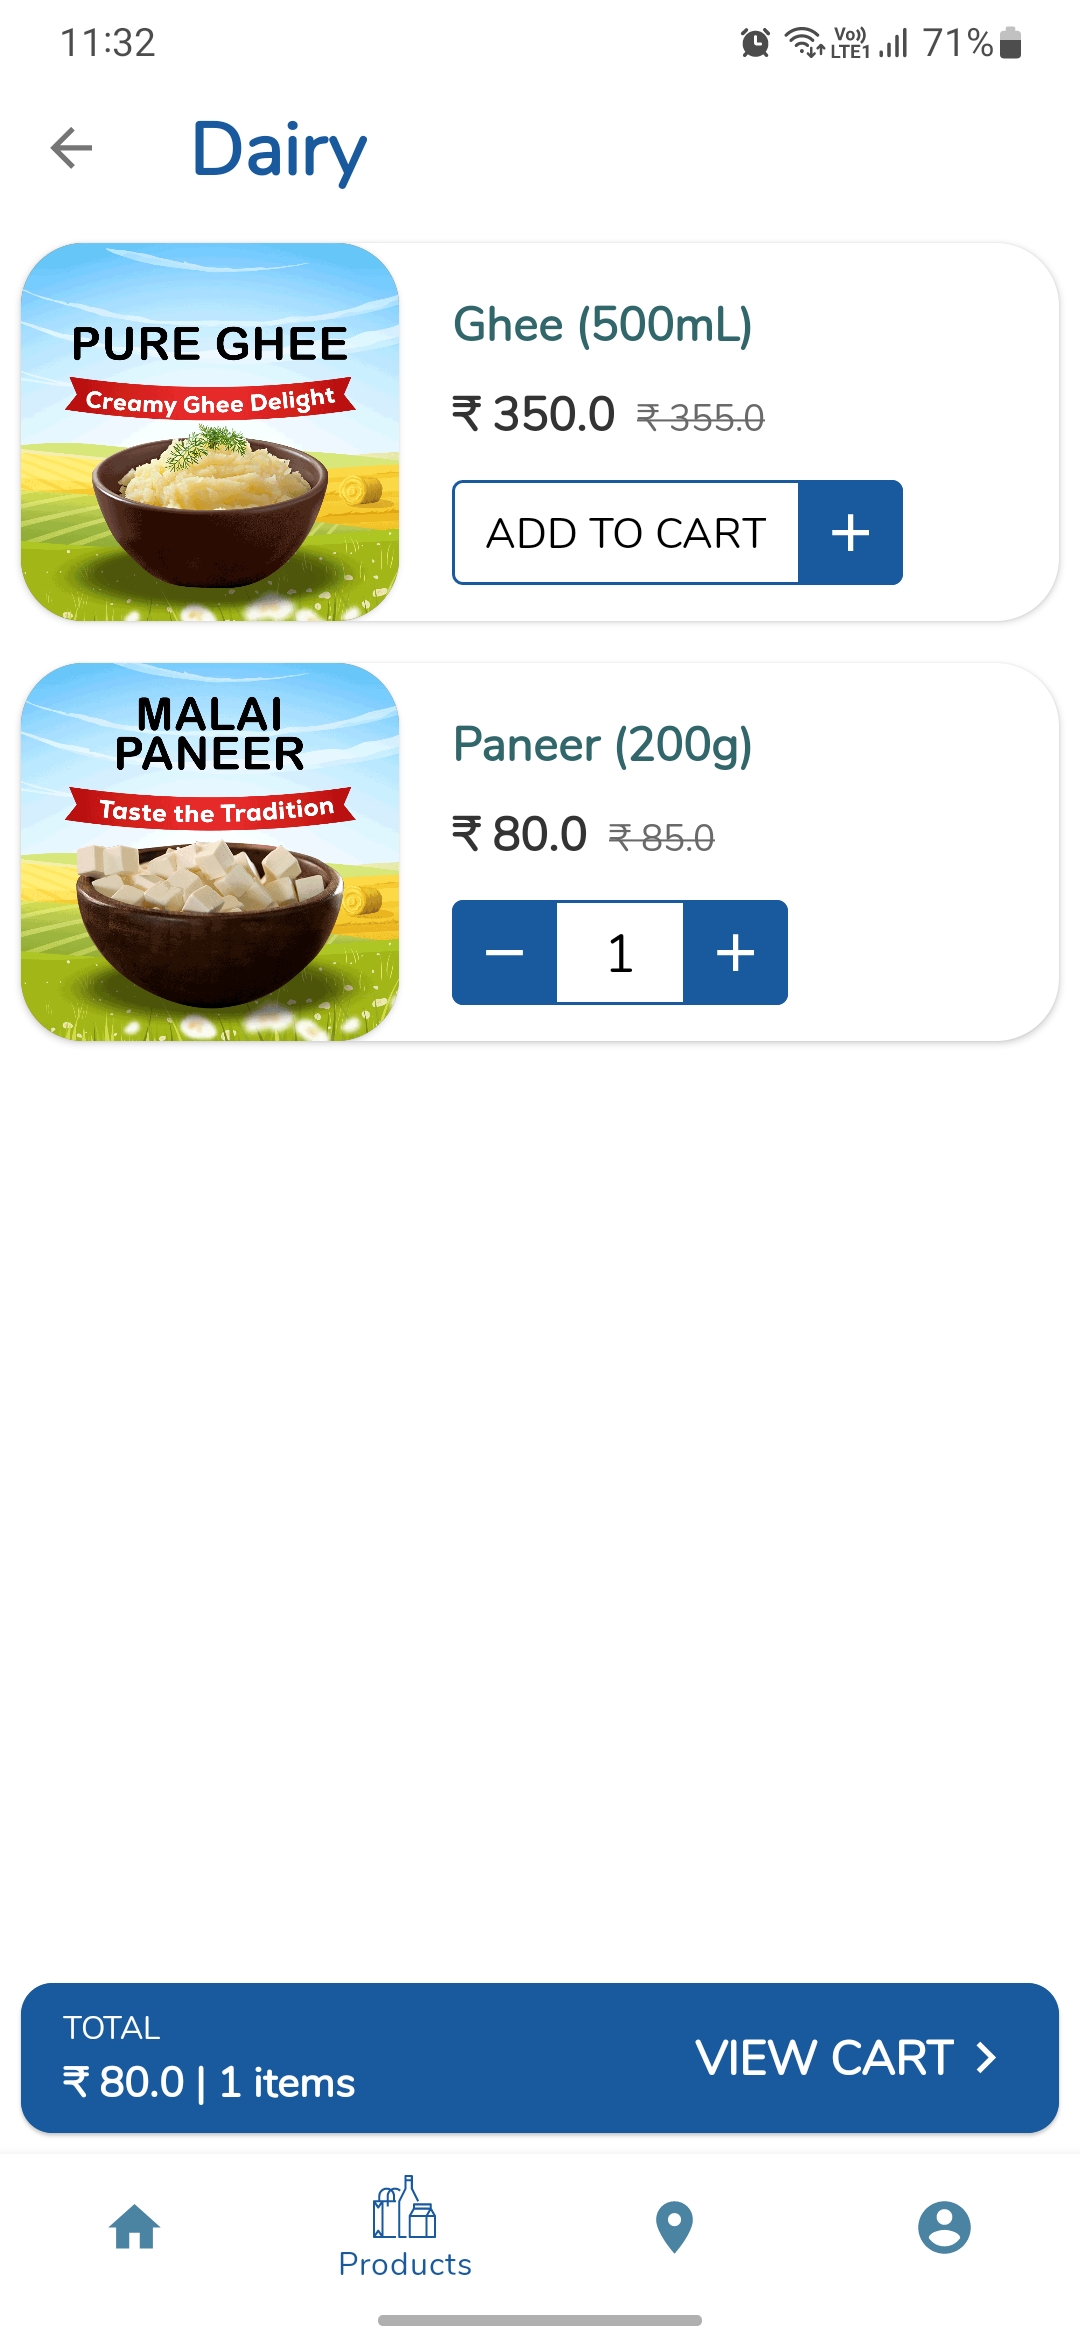 11:32
Vo))
LTE1
71%
Dairy
PURE GHEE
Creamy Ghee Delight
Ghee (500mL)
₹ 350.0 ₹ 355.0
ADD TO CART +
MALAI
PANEER
Taste the Tradition
Paneer (200g)
₹ 80.0 ₹ 85.0
− 1 +
TOTAL
₹ 80.0 | 1 items
VIEW CART >
Products